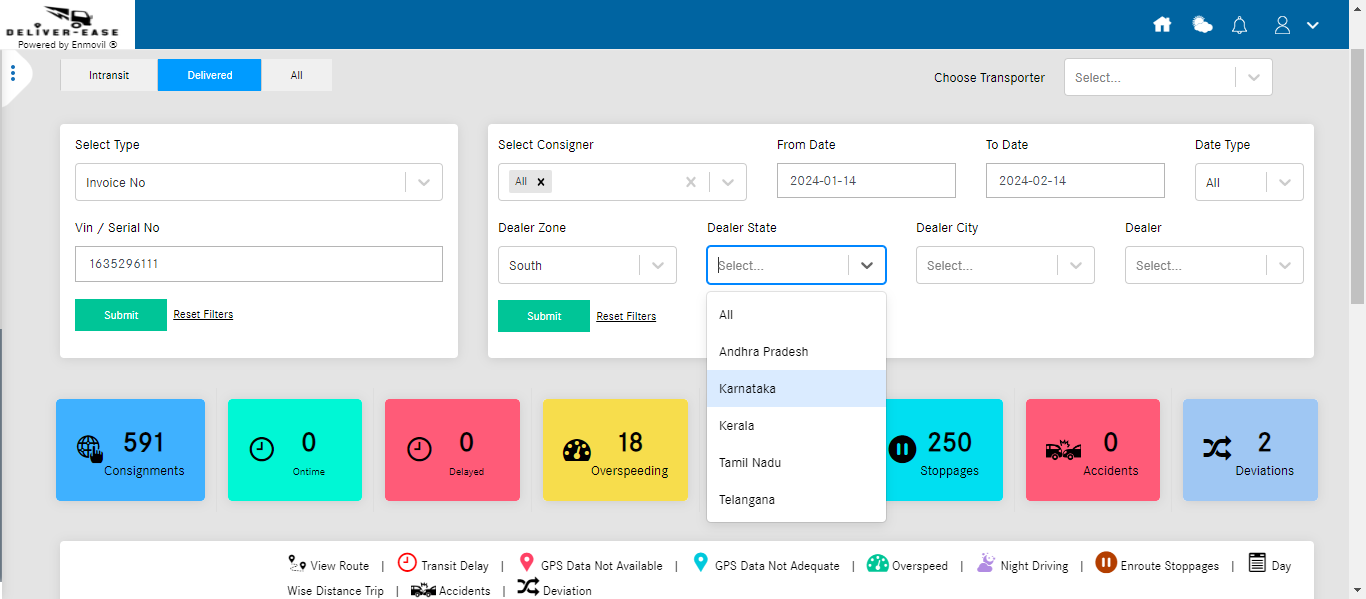 DELIVER-EASE
Powered by Enmovil ®
Intransit Delivered All
Choose Transporter Select...
Select Type
Invoice No
Vin / Serial No
1635296111
Submit Reset Filters
Select Consigner From Date To Date Date Type
All 2024-01-14 2024-02-14 All
Dealer Zone Dealer State Dealer City Dealer
South Select... Select... Select...
Submit Reset Filters
All
Andhra Pradesh
Karnataka
Kerala
Tamil Nadu
Telangana
591 Consignments
0 Ontime
0 Delayed
18 Overspeeding
250 Stoppages
0 Accidents
2 Deviations
View Route | Transit Delay | GPS Data Not Available | GPS Data Not Adequate | Overspeed | Night Driving | Enroute Stoppages | Day
Wise Distance Trip | Accidents | Deviation